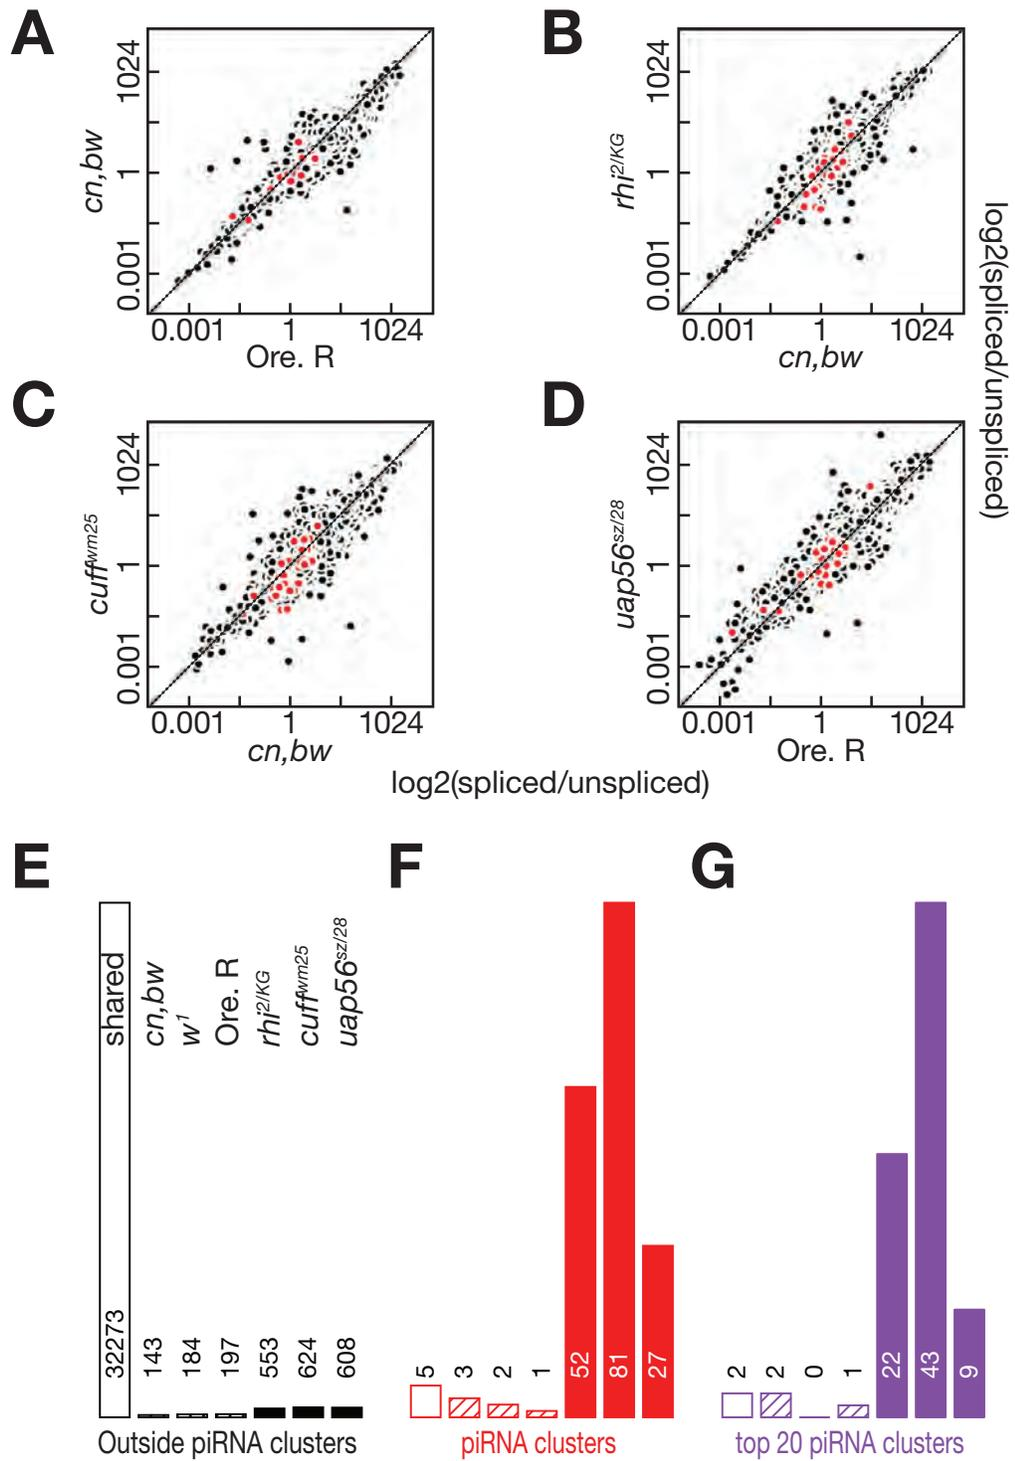 A
cn,bw
1024
1
0.001
0.001 1 1024
Ore. R
B
rhi2/KG
1024
1
0.001
0.001 1 1024
cn,bw
log2(spliced/unspliced)
C
cuffwm25
1024
1
0.001
0.001 1 1024
cn,bw
D
uap56sz/28
1024
1
0.001
0.001 1 1024
Ore. R
log2(spliced/unspliced)
E
shared
cn,bw
w1
Ore. R
rhi2/KG
cuffwm25
uap56sz/28
32273
143
184
197
553
624
608
Outside piRNA clusters
F
5
3
2
1
52
81
27
piRNA clusters
G
2
2
0
1
22
43
9
top 20 piRNA clusters